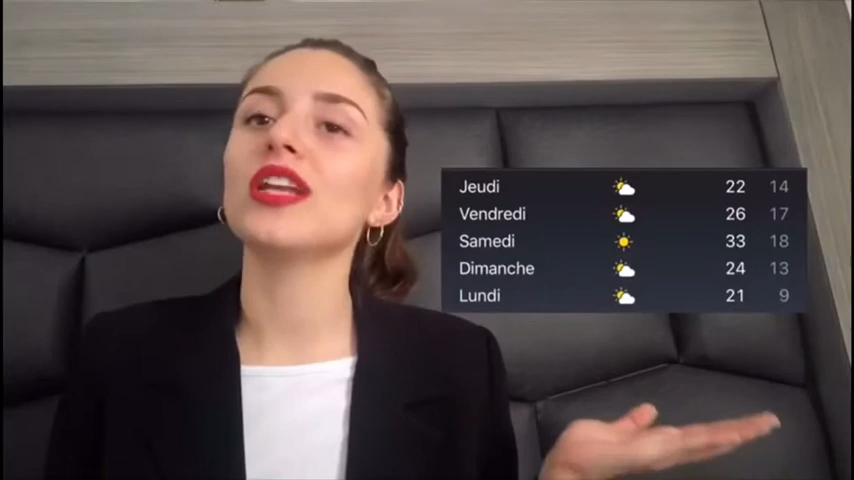 Jeudi 22 14
Vendredi 26 17
Samedi 33 18
Dimanche 24 13
Lundi 21 9